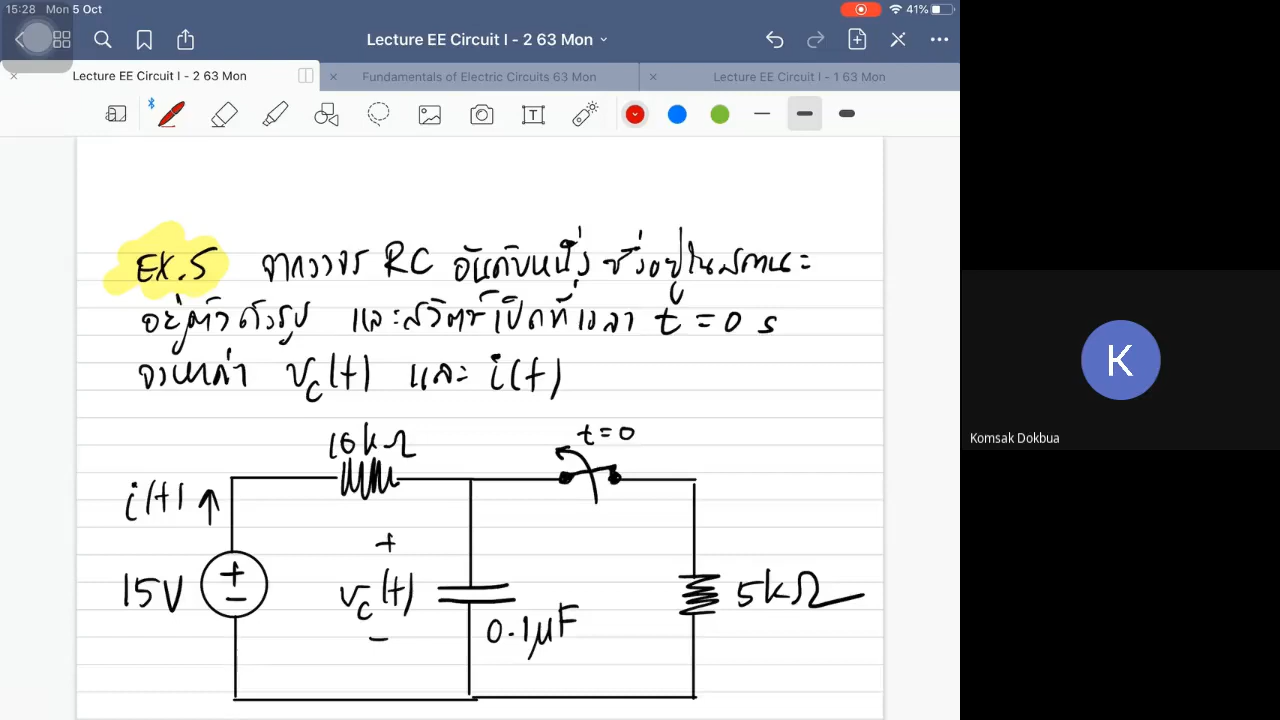 15:28 Mon 5 Oct
41%
Lecture EE Circuit I - 2 63 Mon
Lecture EE Circuit I - 2 63 Mon
Fundamentals of Electric Circuits 63 Mon
Lecture EE Circuit I - 1 63 Mon
EX.5 จากวงจร RC อันดับหนึ่ง ซึ่งอยู่ในสถานะ
อยู่ตัวดังรูป และสวิตซ์เปิดที่เวลา t = 0 s
จงหาค่า v_c(t) และ i(t)
10kΩ
t=0
i(t)
15V
+
−
+
v_c(t)
−
0.1μF
5kΩ
K
Komsak Dokbua